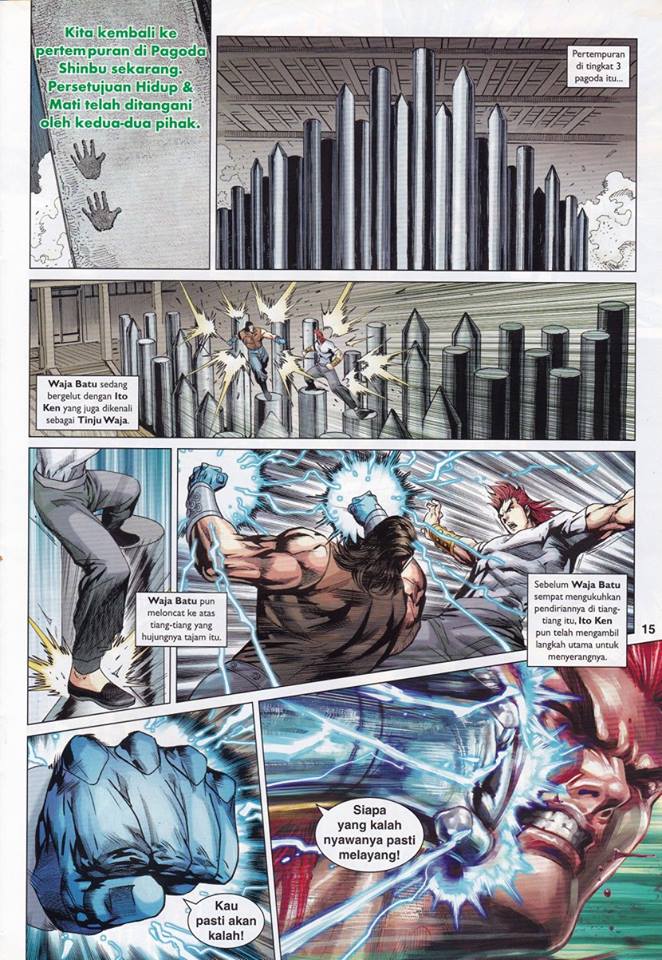 Kita kembali ke
pertempuran di Pagoda
Shinbu sekarang.
Persetujuan Hidup &
Mati telah ditangani
oleh kedua-dua pihak.
Pertempuran
di tingkat 3
pagoda itu...
Waja Batu sedang
bergelut dengan Ito
Ken yang juga dikenali
sebagai Tinju Waja.
Waja Batu pun
meloncat ke atas
tiang-tiang yang
hujungnya tajam itu.
Sebelum Waja Batu
sempat mengukuhkan
pendiriannya di tiang-
tiang itu, Ito Ken
pun telah mengambil
langkah utama untuk
menyerangnya.
15
Kau
pasti akan
kalah!
Siapa
yang kalah
nyawanya pasti
melayang!